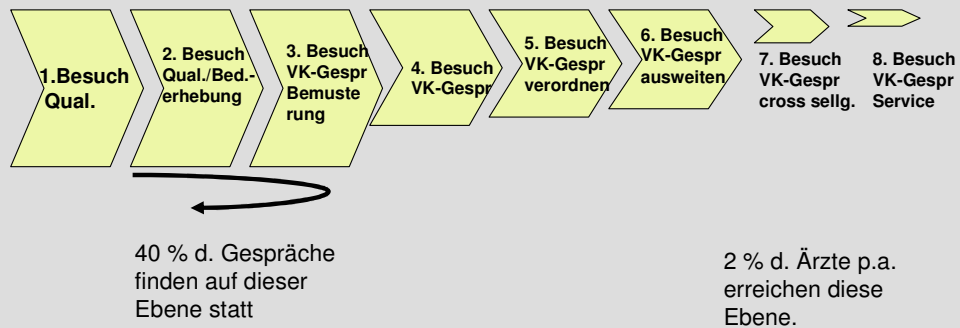 1.Besuch
Qual.
2. Besuch
Qual./Bed.-
erhebung
3. Besuch
VK-Gespr
Bemuste
rung
4. Besuch
VK-Gespr
5. Besuch
VK-Gespr
verordnen
6. Besuch
VK-Gespr
ausweiten
7. Besuch
VK-Gespr
cross sellg.
8. Besuch
VK-Gespr
Service
40 % d. Gespräche
finden auf dieser
Ebene statt
2 % d. Ärzte p.a.
erreichen diese
Ebene.